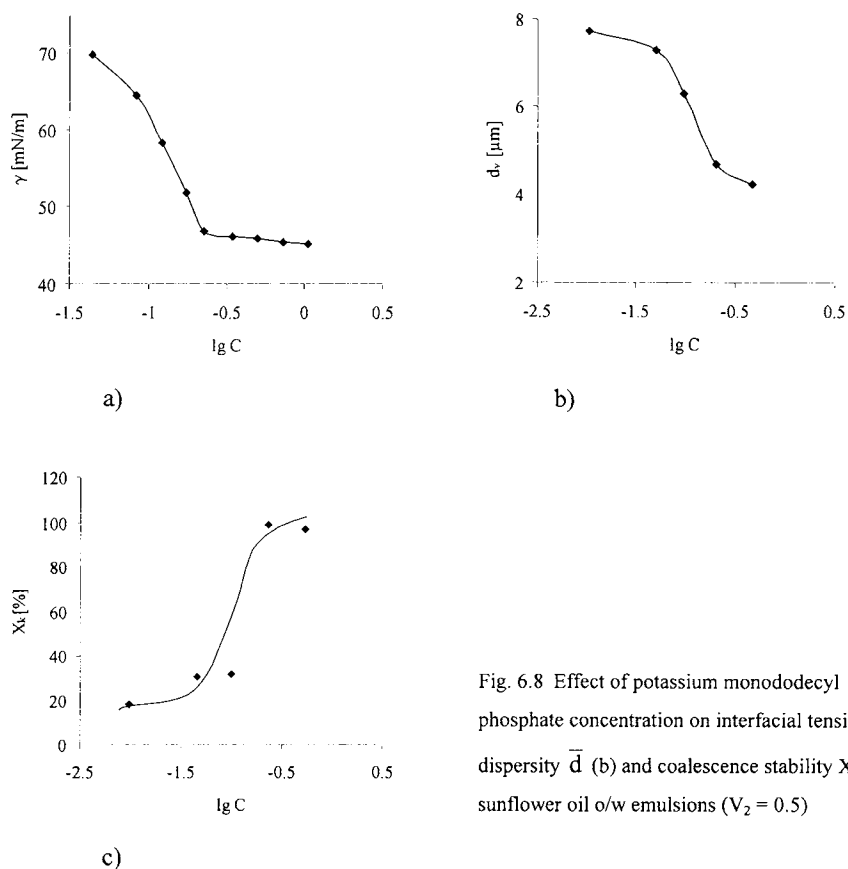 70
60
50
40
γ [mN/m]
-1.5 -1 -0.5 0 0.5
lg C
a)
8
6
4
2
dv [μm]
-2.5 -1.5 -0.5 0.5
lg C
b)
120
100
80
60
40
20
0
Xk [%]
-2.5 -1.5 -0.5 0.5
lg C
c)
Fig. 6.8 Effect of potassium monododecyl
phosphate concentration on interfacial
dispersity d̅ (b) and coalescence stability
sunflower oil o/w emulsions (V₂ = 0.5)